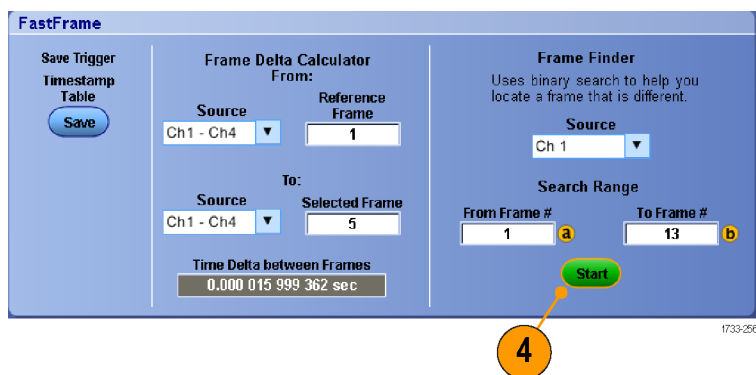 FastFrame
Save Trigger
Timestamp
Table
Save
Frame Delta Calculator
From:
Source
Reference
Frame
Ch1 - Ch4
1
To:
Source
Selected Frame
Ch1 - Ch4
5
Time Delta between Frames
0.000 015 999 362 sec
Frame Finder
Uses binary search to help you
locate a frame that is different.
Source
Ch 1
Search Range
From Frame #
To Frame #
1
a
13
b
Start
4
1733-256